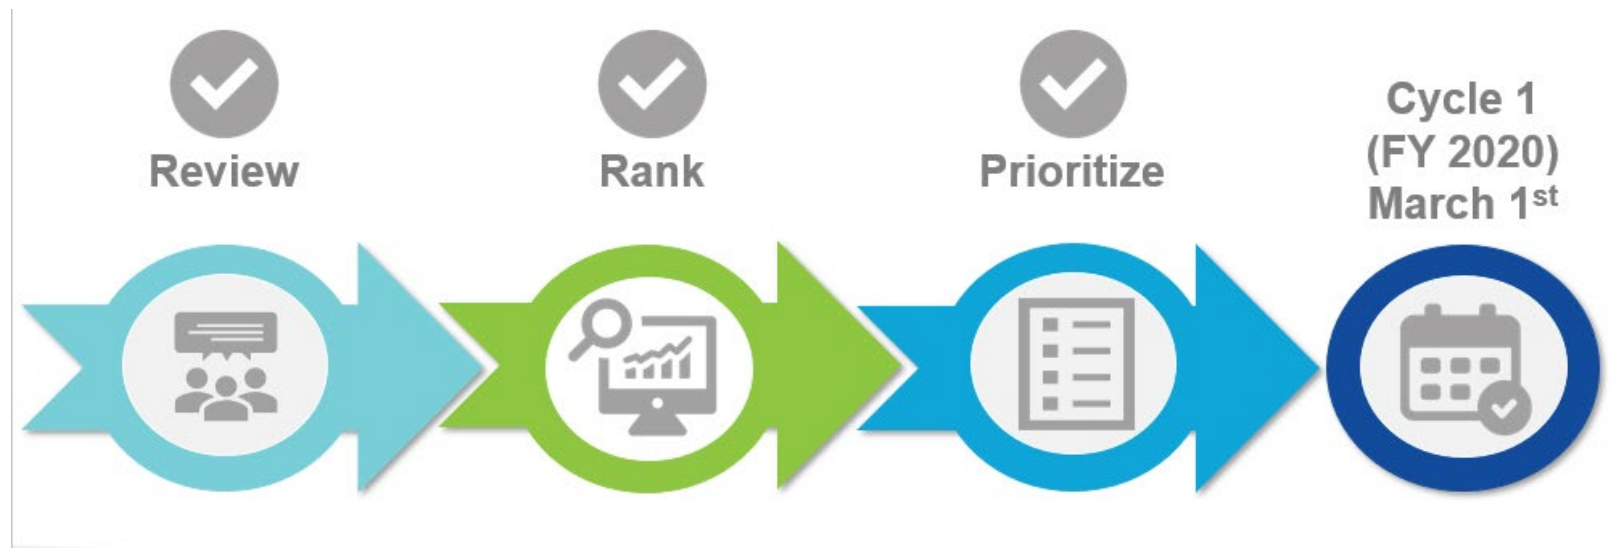 Review
Rank
Prioritize
Cycle 1
(FY 2020)
March 1st